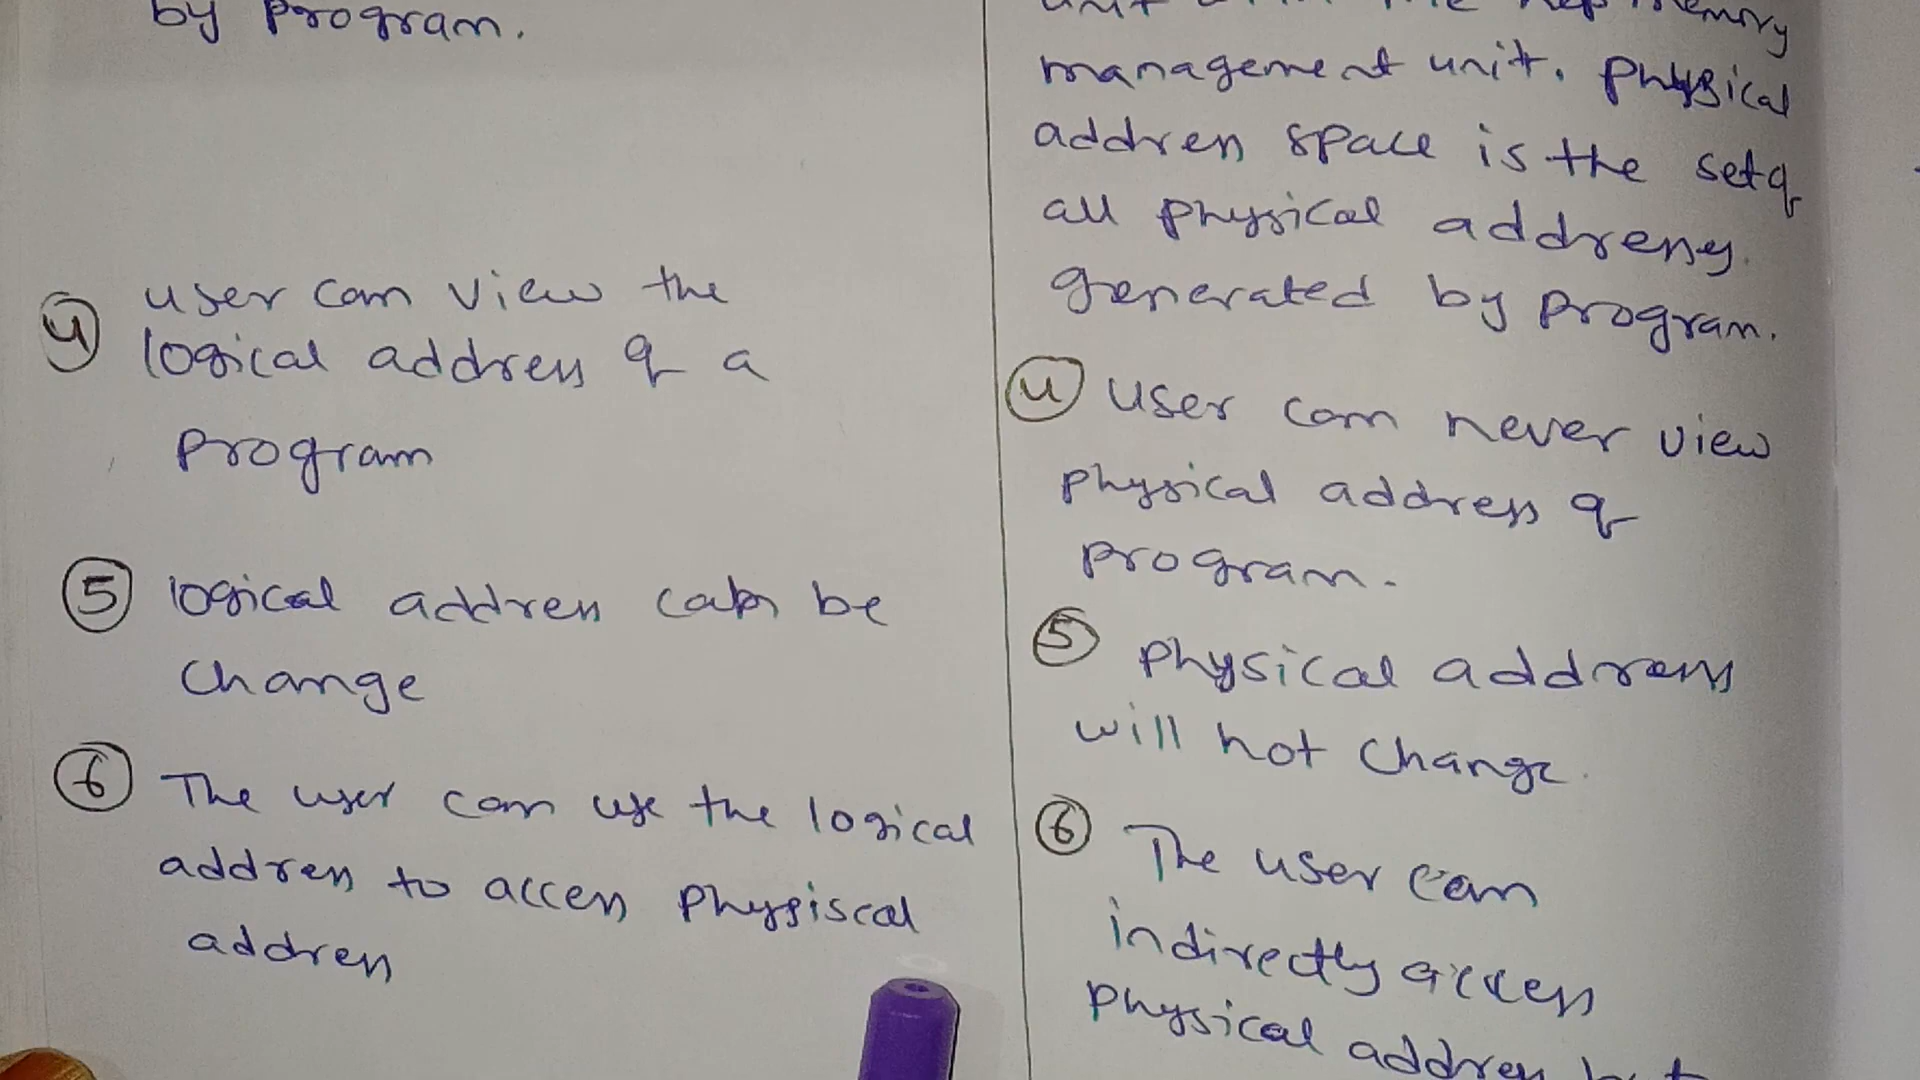 by program.
user can view the
logical address of a
program
5 logical address can be
change
6 The user can use the logical
address to access physiscal
address
memory
management unit. physical
address space is the set of
all physical address
generated by program.
4 user can never view
physical address of
program.
5 physical address
will not change.
6 The user can
indirectly access
physical address